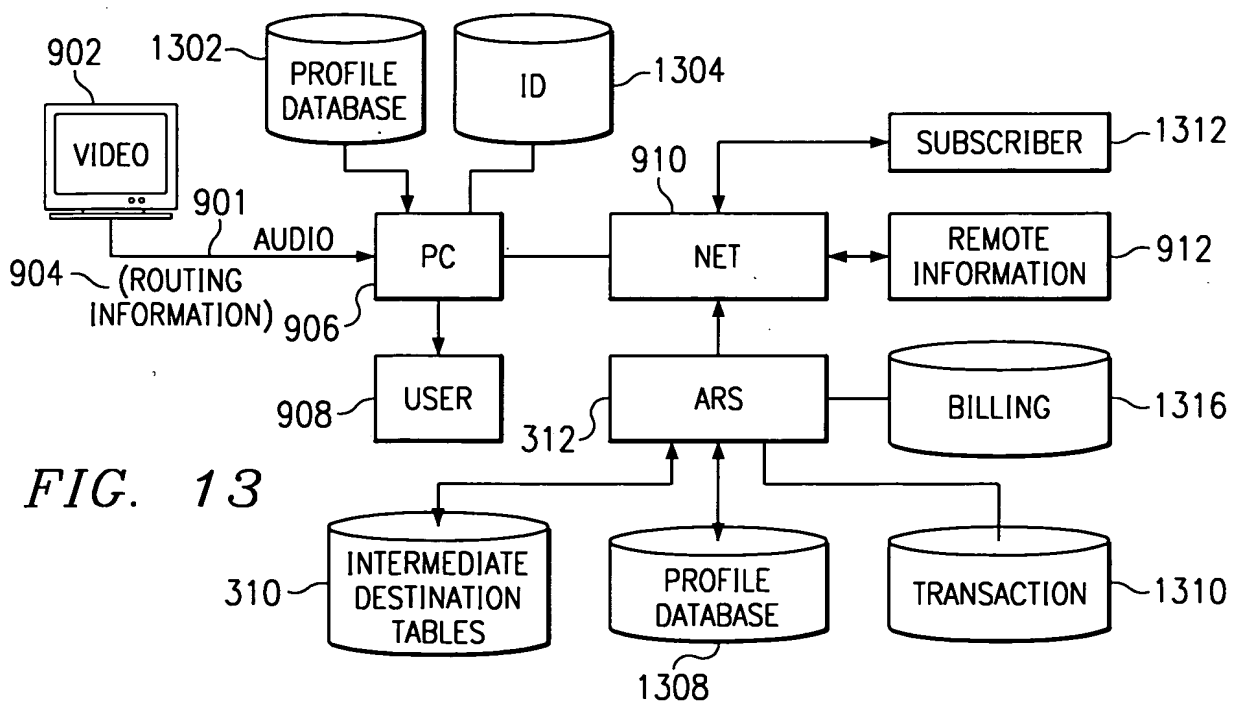 902
VIDEO
1302
PROFILE
DATABASE
ID
1304
901
AUDIO
904
(ROUTING
INFORMATION)
PC
906
910
NET
SUBSCRIBER
1312
REMOTE
INFORMATION
912
USER
908
ARS
312
BILLING
1316
FIG. 13
INTERMEDIATE
DESTINATION
TABLES
310
PROFILE
DATABASE
1308
TRANSACTION
1310